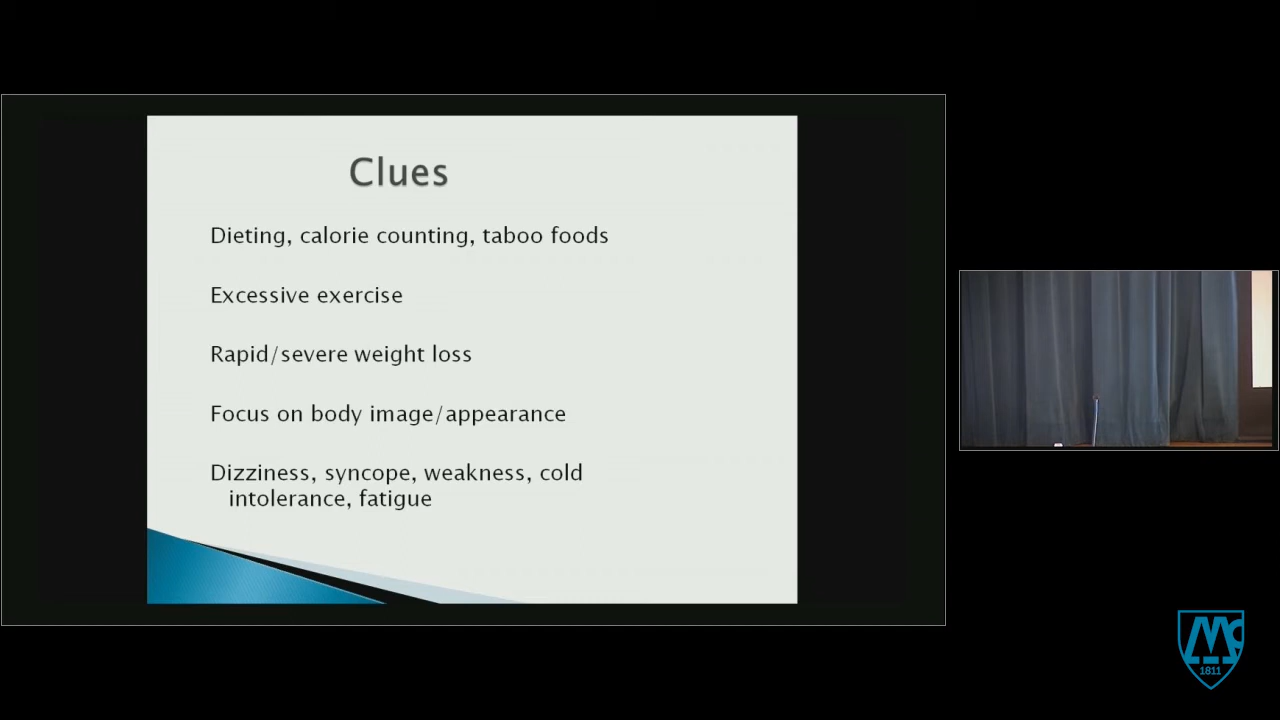 Clues
Dieting, calorie counting, taboo foods
Excessive exercise
Rapid/severe weight loss
Focus on body image/appearance
Dizziness, syncope, weakness, cold
intolerance, fatigue
1811